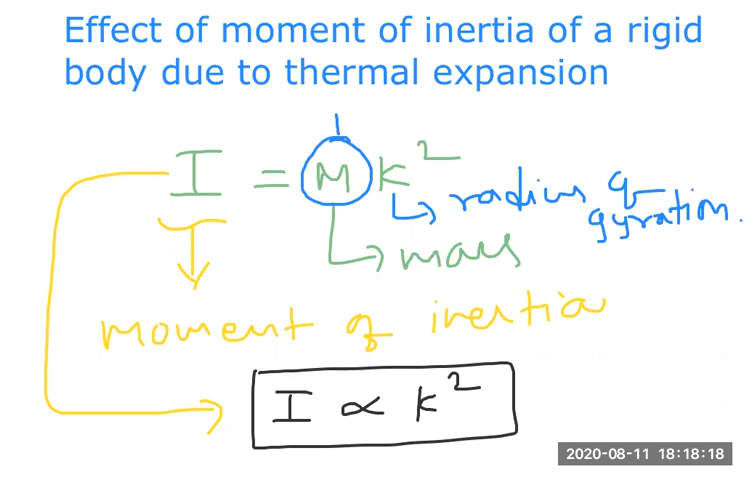 Effect of moment of inertia of a rigid
body due to thermal expansion
I = M K²
radius of
gyration.
mass
moment of inertia
I ∝ K²
2020-08-11 18:18:18